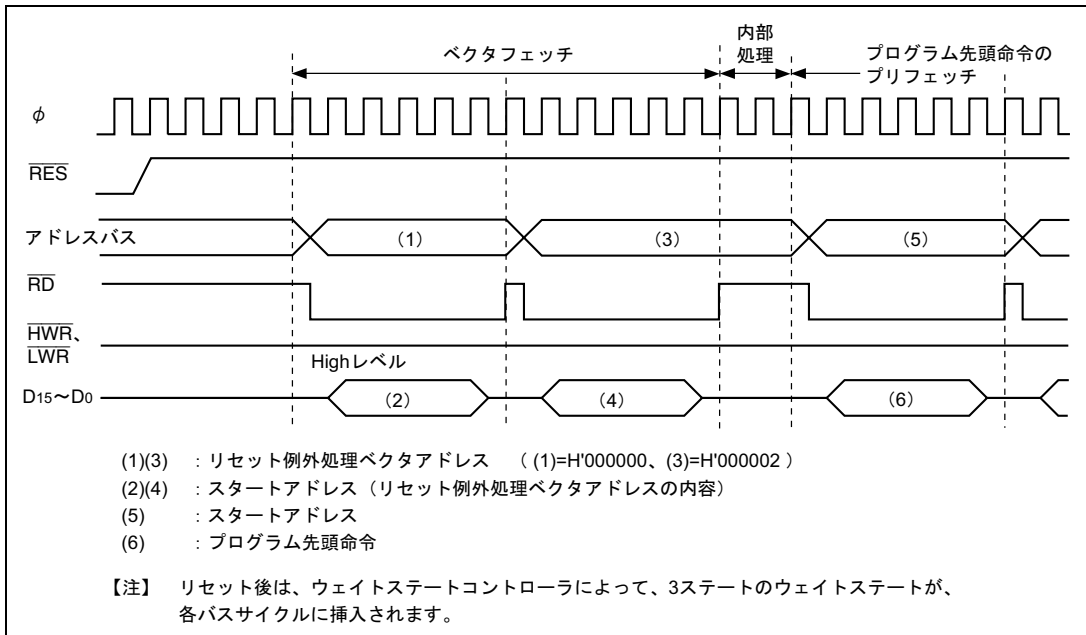 ベクタフェッチ
内部
処理
プログラム先頭命令の
プリフェッチ
φ
RES
アドレスバス
(1)
(3)
(5)
RD
HWR、
LWR
Highレベル
D15～D0
(2)
(4)
(6)
(1)(3) ：リセット例外処理ベクタアドレス （ (1)=H'000000、(3)=H'000002 ）
(2)(4) ：スタートアドレス（リセット例外処理ベクタアドレスの内容）
(5) ：スタートアドレス
(6) ：プログラム先頭命令
【注】 リセット後は、ウェイトステートコントローラによって、3ステートのウェイトステートが、
各バスサイクルに挿入されます。